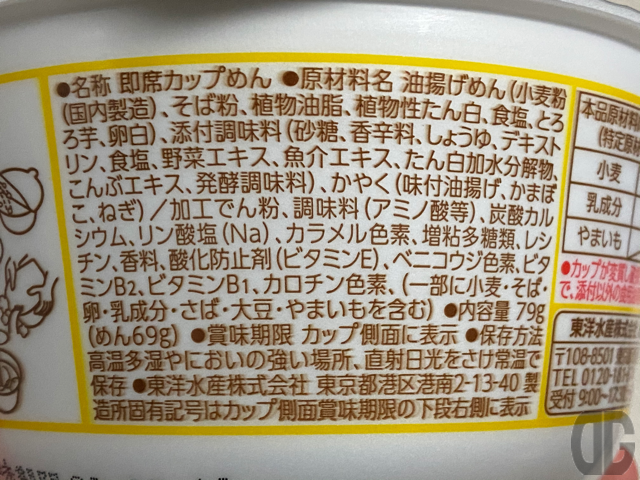 ●名称 即席カップめん ●原材料名 油揚げめん(小麦粉
(国内製造)、そば粉、植物油脂、植物性たん白、食塩、とろ
ろ芋、卵白)、添付調味料(砂糖、香辛料、しょうゆ、デキスト
リン、食塩、野菜エキス、魚介エキス、たん白加水分解物、
こんぶエキス、発酵調味料)、かやく(味付油揚げ、かまぼ
こ、ねぎ)/加工でん粉、調味料(アミノ酸等)、炭酸カル
シウム、リン酸塩(Na)、カラメル色素、増粘多糖類、レシ
チン、香料、酸化防止剤(ビタミンE)、ベニコウジ色素、ビタ
ミンB2、ビタミンB1、カロチン色素、(一部に小麦・そば・
卵・乳成分・さば・大豆・やまいもを含む) ●内容量 79g
(めん69g) ●賞味期限 カップ側面に表示 ●保存方法
高温多湿やにおいの強い場所、直射日光をさけ常温で
保存 ●東洋水産株式会社 東京都港区港南2-13-40 製
造所固有記号はカップ側面賞味期限の下段右側に表示
本品原材料
(特定原材
小麦
乳成分
やまいも
●カップが変質し
で、添付以外の
東洋水産株式会
〒108-8501 東
TEL 0120-181-
受付 9:00~17: